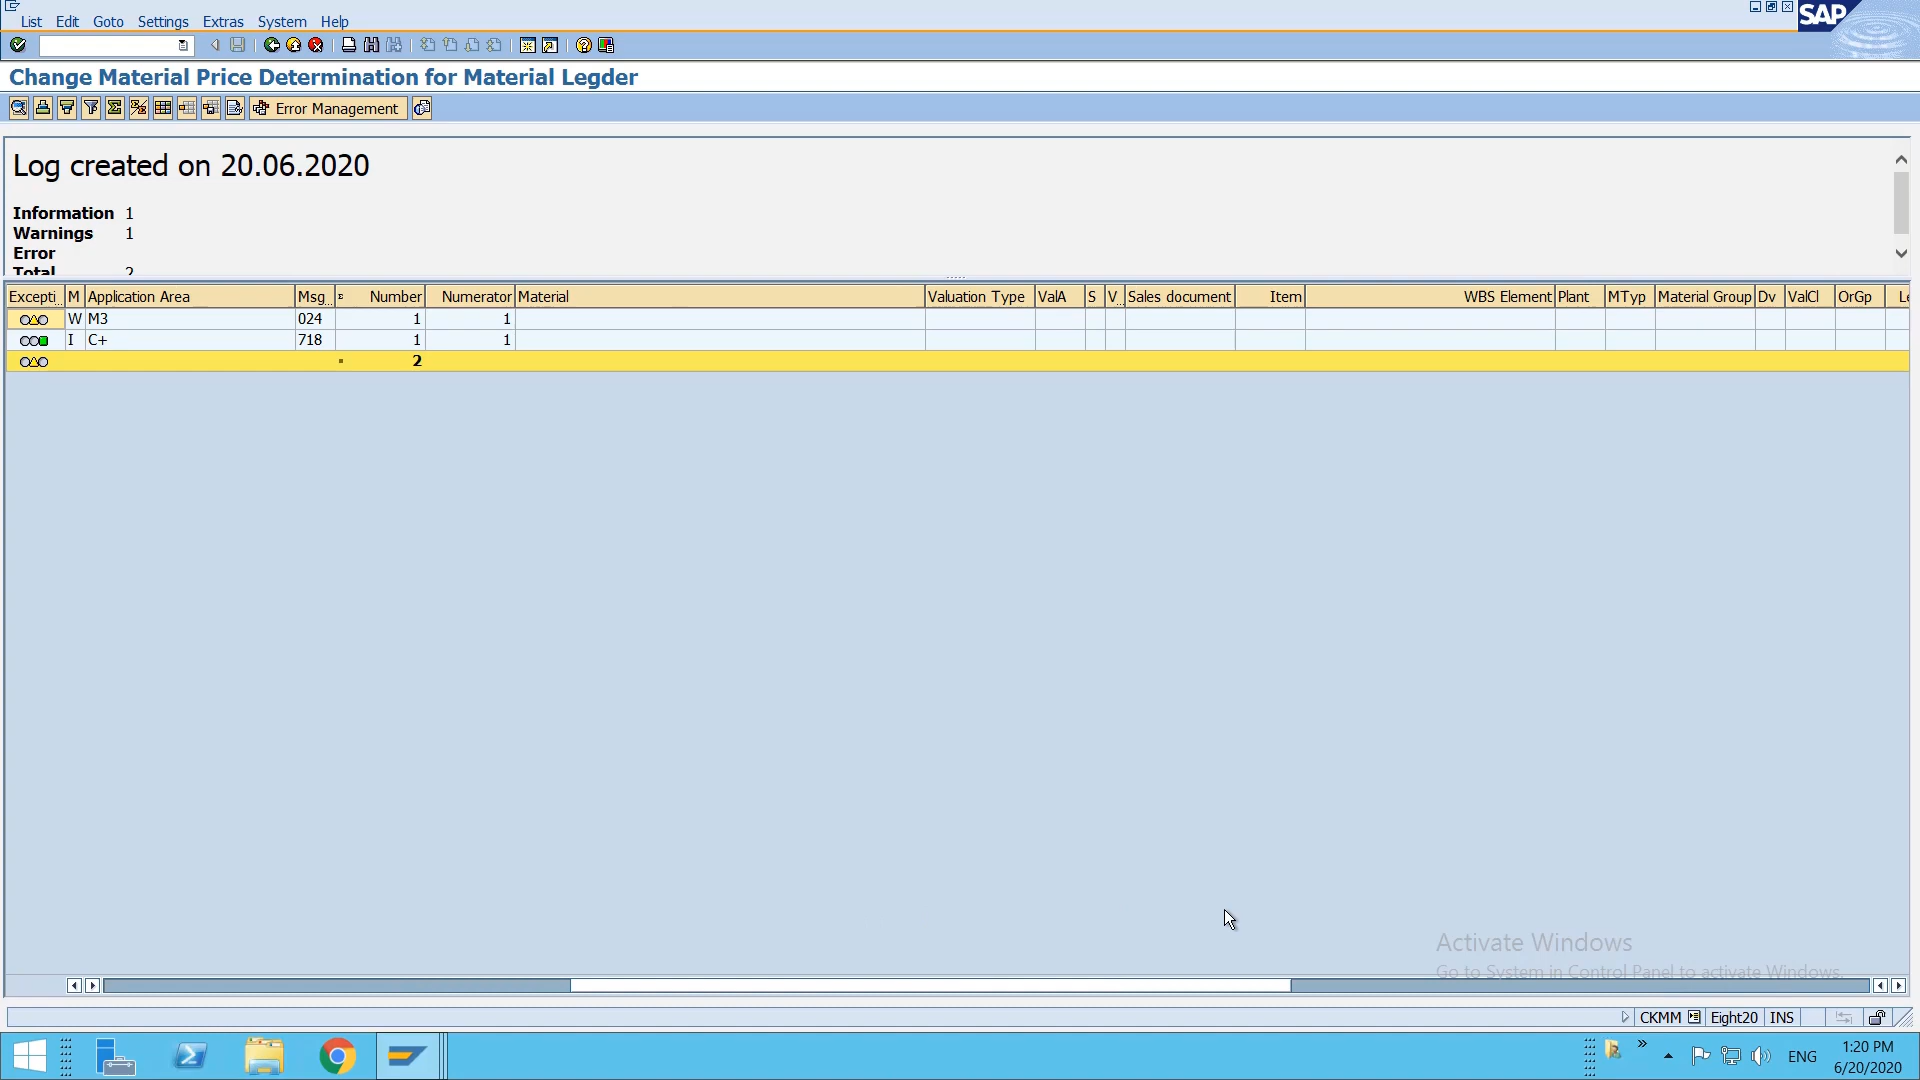 List Edit Goto Settings Extras System Help
SAP
Change Material Price Determination for Material Legder
Error Management
Log created on 20.06.2020
Information 1
Warnings 1
Error
Total 2
Excepti.. M Application Area Msg.. Σ Number Numerator Material Valuation Type ValA S V.. Sales document Item WBS Element Plant MTyp Material Group Dv ValCl OrGp Le
W M3 024 1 1
I C+ 718 1 1
2
Activate Windows
Go to System in Control Panel to activate Windows.
CKMM Eight20 INS
ENG 1:20 PM
6/20/2020